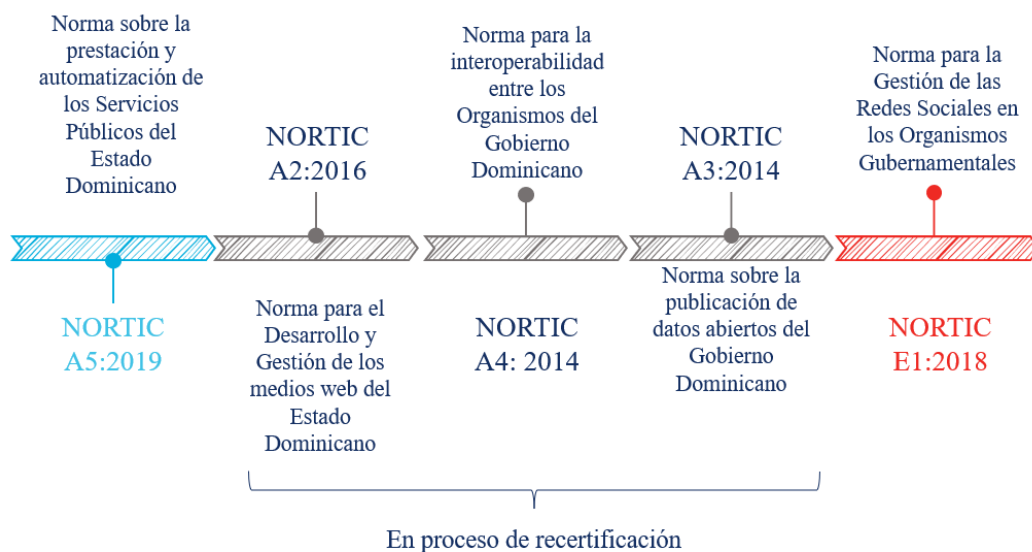 Norma sobre la
prestación y
automatización de
los Servicios
Públicos del
Estado
Dominicano
NORTIC
A5:2019
NORTIC
A2:2016
Norma para el
Desarrollo y
Gestión de los
medios web del
Estado
Dominicano
Norma para la
interoperabilidad
entre los
Organismos del
Gobierno
Dominicano
NORTIC
A4: 2014
NORTIC
A3:2014
Norma sobre la
publicación de
datos abiertos del
Gobierno
Dominicano
Norma para la
Gestión de las
Redes Sociales en
los Organismos
Gubernamentales
NORTIC
E1:2018
En proceso de recertificación